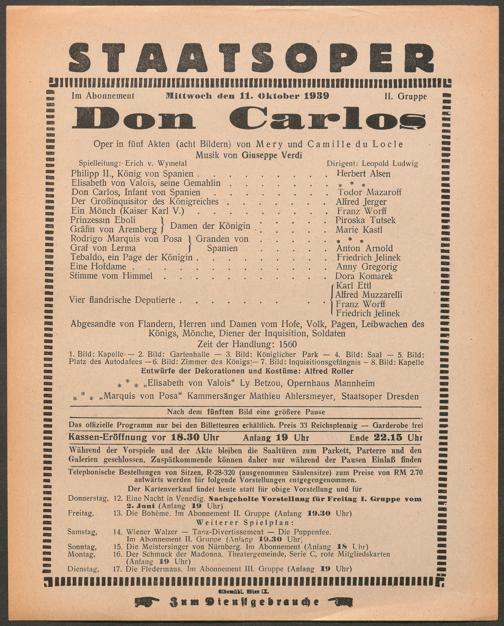 STAATSOPER
Im Abonnement Mittwoch den 11. Oktober 1939 II. Gruppe
Don Carlos
Oper in fünf Akten (acht Bildern) von Mery und Camille du Locle
Musik von Giuseppe Verdi
Spielleitung: Erich v. Wymetal Dirigent: Leopold Ludwig
Philipp II., König von Spanien . . . . . . . . Herbert Alsen
Elisabeth von Valois, seine Gemahlin . . . . . . . * * *
Don Carlos, Infant von Spanien . . . . . . . . Todor Mazaroff
Der Großinquisitor des Königreiches . . . . . . . Alfred Jerger
Ein Mönch (Kaiser Karl V.) . . . . . . . . Franz Worff
Prinzessin Eboli } Damen der Königin . . . . . . Piroska Tutsek
Gräfin von Aremberg Marie Kastl
Rodrigo Marquis von Posa } Granden von . . . . . * * *
Graf von Lerma Spanien Anton Arnold
Tebaldo, ein Page der Königin . . . . . . . . Friedrich Jelinek
Eine Hofdame . . . . . . . . . . Anny Gregorig
Stimme vom Himmel . . . . . . . . . Dora Komarek
Vier flandrische Deputierte . . . . . . . . { Karl Ettl
Alfred Muzzarelli
Franz Worff
Friedrich Jelinek
Abgesandte von Flandern, Herren und Damen vom Hofe, Volk, Pagen, Leibwachen des
Königs, Mönche, Diener der Inquisition, Soldaten
Zeit der Handlung: 1560
1. Bild: Kapelle — 2. Bild: Gartenhalle — 3. Bild: Königlicher Park — 4. Bild: Saal — 5. Bild:
Platz des Autodafees — 6. Bild: Zimmer des Königs — 7. Bild: Inquisitionsgefängnis — 8. Bild: Kapelle
Entwürfe der Dekorationen und Kostüme: Alfred Roller
* * * „Elisabeth von Valois" Ly Betzou, Opernhaus Mannheim
* * * „Marquis von Posa" Kammersänger Mathieu Ahlersmeyer, Staatsoper Dresden
Nach dem fünften Bild eine größere Pause
Das offizielle Programm nur bei den Billetteuren erhältlich. Preis 33 Reichspfennig — Garderobe frei
Kassen-Eröffnung vor 18.30 Uhr Anfang 19 Uhr Ende 22.15 Uhr
Während der Vorspiele und der Akte bleiben die Saaltüren zum Parkett, Parterre und den
Galerien geschlossen. Zuspätkommende können daher nur während der Pausen Einlaß finden
Telephonische Bestellungen von Sitzen, R-28-320 (ausgenommen Säulensitze) zum Preise von RM 2.70
aufwärts werden für folgende Vorstellungen entgegengenommen.
Der Kartenverkauf findet heute statt für obige Vorstellung und für
Donnerstag, 12. Eine Nacht in Venedig. Nachgeholte Vorstellung für Freitag I. Gruppe vom
2. Juni (Anfang 19 Uhr)
Freitag, 13. Die Bohème. Im Abonnement II. Gruppe (Anfang 19.30 Uhr)
Weiterer Spielplan:
Samstag, 14. Wiener Walzer — Tanz-Divertissement — Die Puppenfee.
Im Abonnement II. Gruppe (Anfang 19.30 Uhr)
Sonntag, 15. Die Meistersinger von Nürnberg. Im Abonnement (Anfang 18 Uhr)
Montag, 16. Der Schmuck der Madonna. Theatergemeinde, Serie C, rote Mitgliedskarten
(Anfang 19 Uhr)
Dienstag, 17. Die Fledermaus. Im Abonnement III. Gruppe (Anfang 19 Uhr)
Elbemühl, Wien IX.
Zum Dienstgebrauche